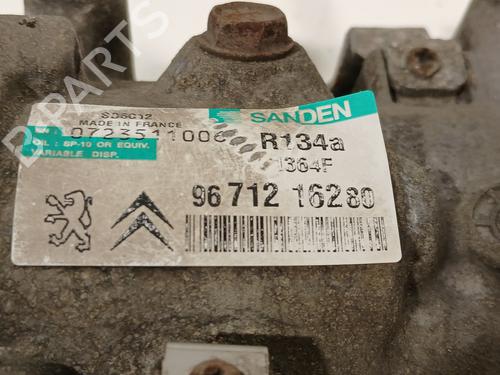 D-PARTS
SD6C12
MADE IN FRANCE
SANDEN
0723511006
R134a
OIL : SP-10 OR EQUIV.
VARIABLE DISP.
1364F
96 712 16280